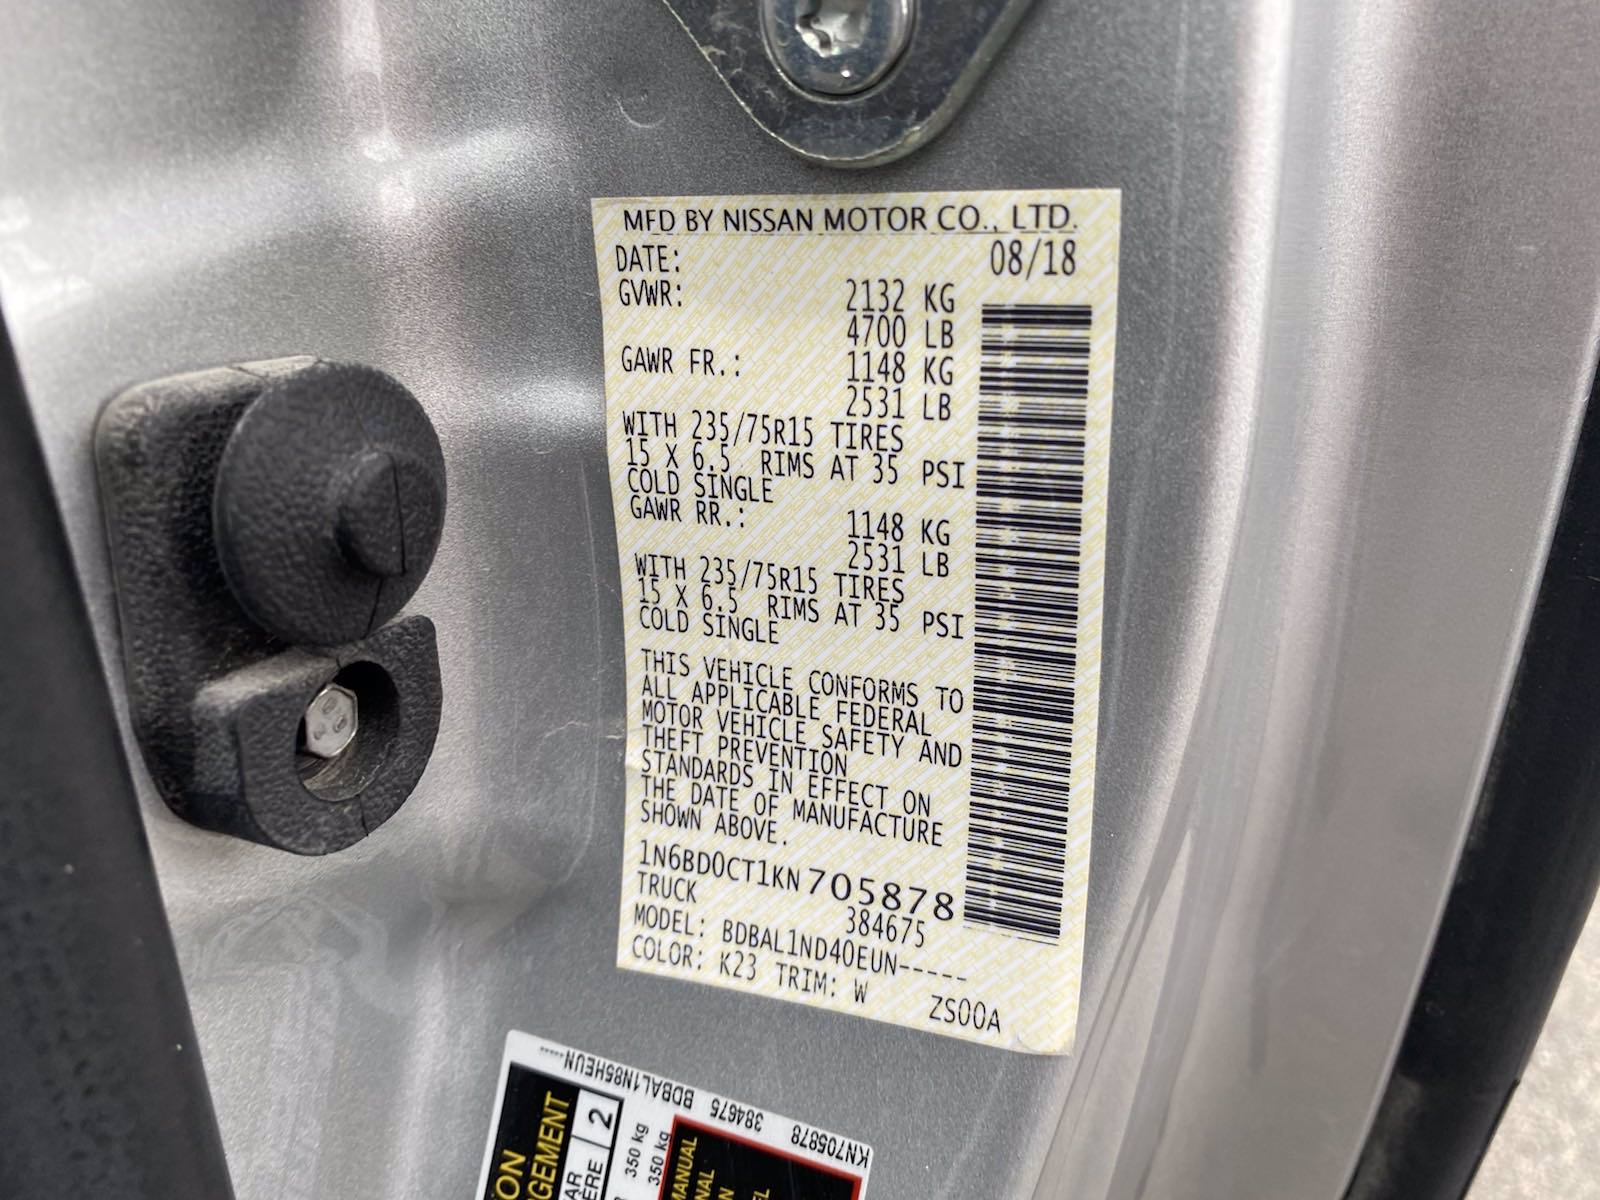 MFD BY NISSAN MOTOR CO., LTD.
DATE: 08/18
GVWR: 2132 KG
4700 LB
GAWR FR.: 1148 KG
2531 LB
WITH 235/75R15 TIRES
15 X 6.5 RIMS AT 35 PSI
COLD SINGLE
GAWR RR.: 1148 KG
2531 LB
WITH 235/75R15 TIRES
15 X 6.5 RIMS AT 35 PSI
COLD SINGLE
THIS VEHICLE CONFORMS TO
ALL APPLICABLE FEDERAL
MOTOR VEHICLE SAFETY AND
THEFT PREVENTION
STANDARDS IN EFFECT ON
THE DATE OF MANUFACTURE
SHOWN ABOVE.
1N6BD0CT1KN705878
TRUCK 384675
MODEL: BDBAL1ND40EUN-----
COLOR: K23 TRIM: W ZS00A
KN705878 384675 BDBAL1N85HEUN-----
2
350 kg
350 kg
MANUAL